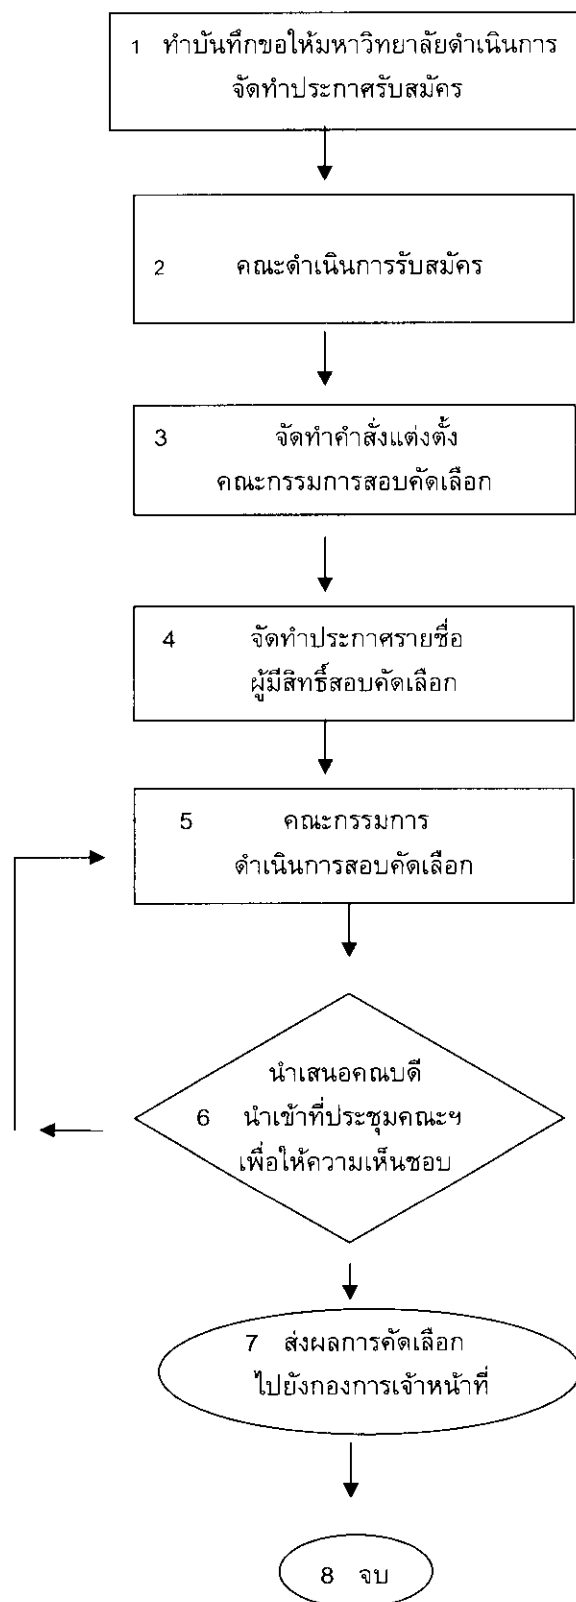 1 ทำบันทึกขอให้มหาวิทยาลัยดำเนินการ
จัดทำประกาศรับสมัคร
2 คณะดำเนินการรับสมัคร
3 จัดทำคำสั่งแต่งตั้ง
คณะกรรมการสอบคัดเลือก
4 จัดทำประกาศรายชื่อ
ผู้มีสิทธิ์สอบคัดเลือก
5 คณะกรรมการ
ดำเนินการสอบคัดเลือก
นำเสนอคณบดี
6 นำเข้าที่ประชุมคณะฯ
เพื่อให้ความเห็นชอบ
7 ส่งผลการคัดเลือก
ไปยังกองการเจ้าหน้าที่
8 จบ